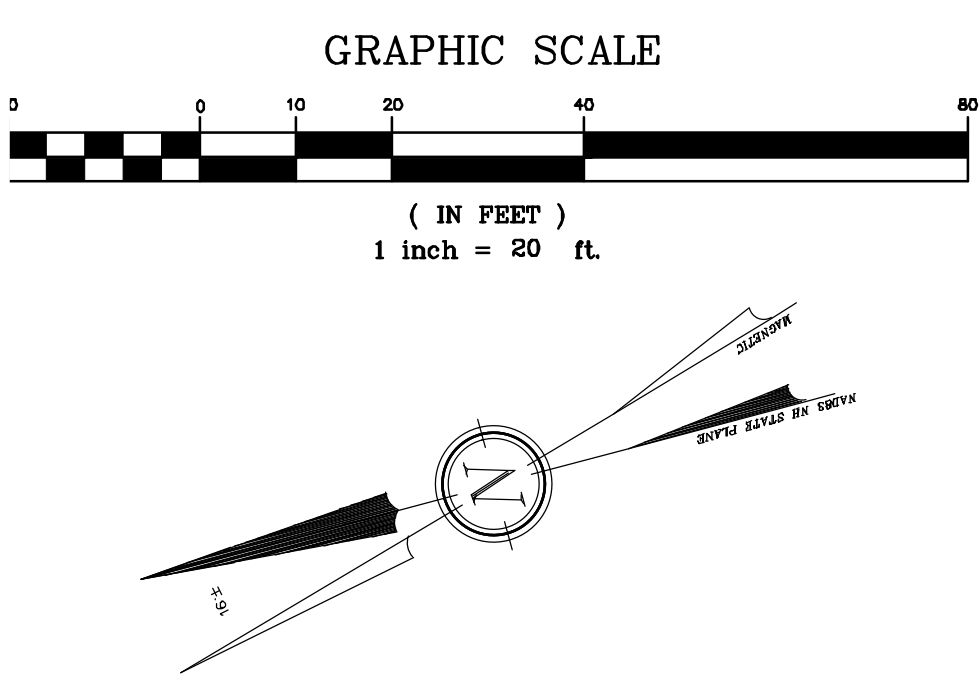 GRAPHIC SCALE
0 0 10 20 40 80
( IN FEET )
1 inch = 20 ft.
MAGNETIC
NAD83 NH STATE PLANE
N
16.±